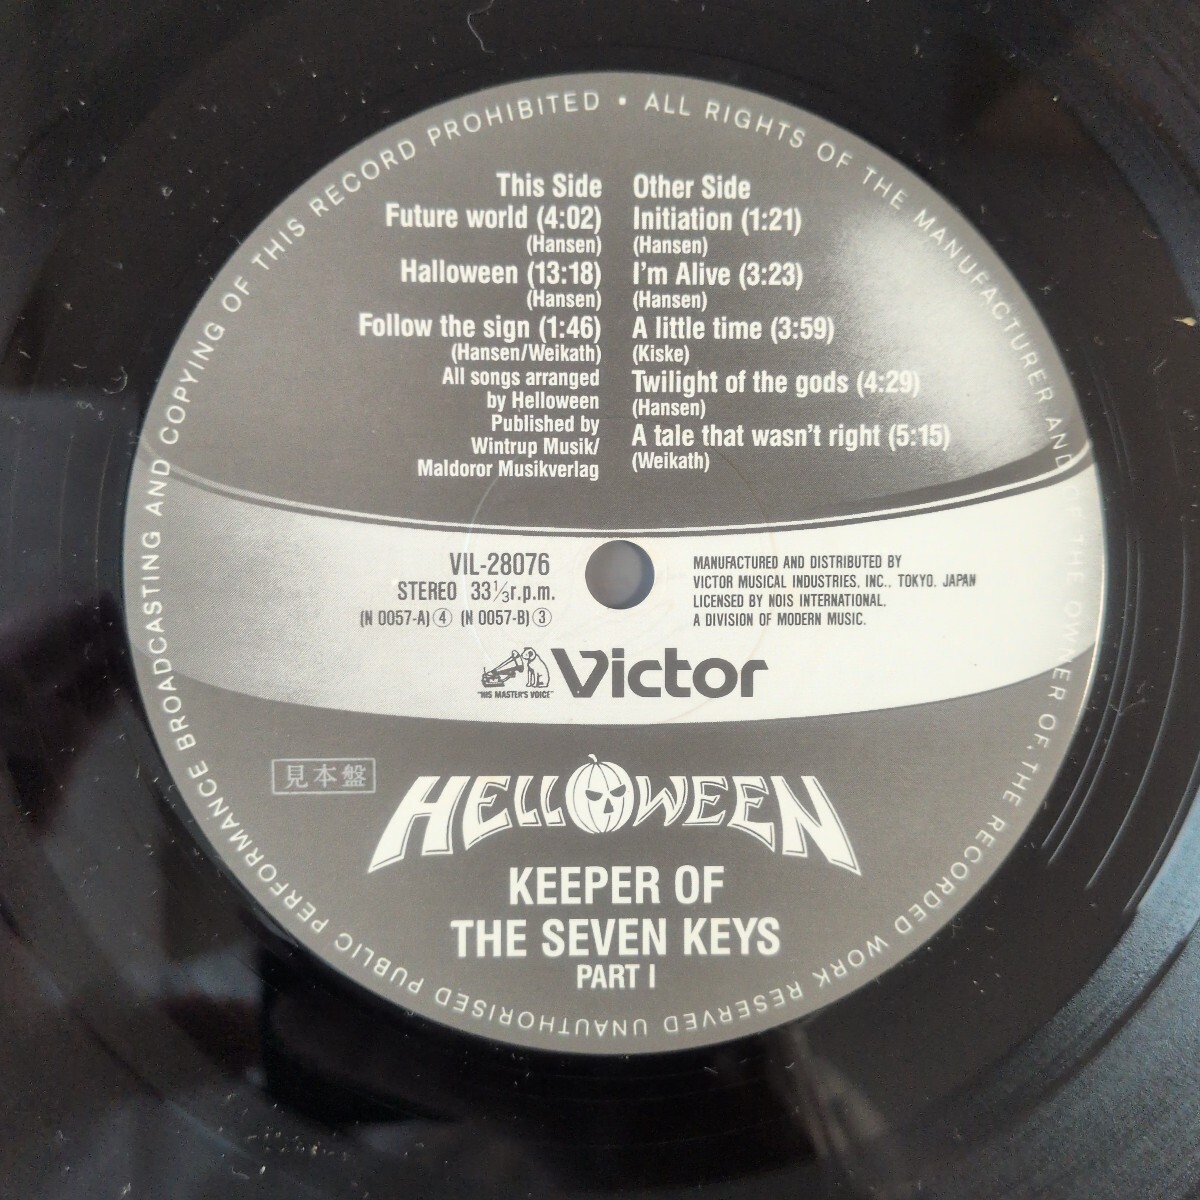 ALL RIGHTS OF THE MANUFACTURER AND OF THE OWNER OF THE RECORDED WORK RESERVED UNAUTHORISED PUBLIC PERFORMANCE BROADCASTING AND COPYING OF THIS RECORD PROHIBITED •
This Side
Future world (4:02)
(Hansen)
Halloween (13:18)
(Hansen)
Follow the sign (1:46)
(Hansen/Weikath)
All songs arranged
by Helloween
Published by
Wintrup Musik/
Maldoror Musikverlag
Other Side
Initiation (1:21)
(Hansen)
I'm Alive (3:23)
(Hansen)
A little time (3:59)
(Kiske)
Twilight of the gods (4:29)
(Hansen)
A tale that wasn't right (5:15)
(Weikath)
VIL-28076
STEREO 33⅓r.p.m.
(N 0057-A)④ (N 0057-B)③
MANUFACTURED AND DISTRIBUTED BY
VICTOR MUSICAL INDUSTRIES, INC., TOKYO, JAPAN
LICENSED BY NOIS INTERNATIONAL,
A DIVISION OF MODERN MUSIC.
"HIS MASTER'S VOICE"
Victor
見本盤
HELLOWEEN
KEEPER OF
THE SEVEN KEYS
PART I